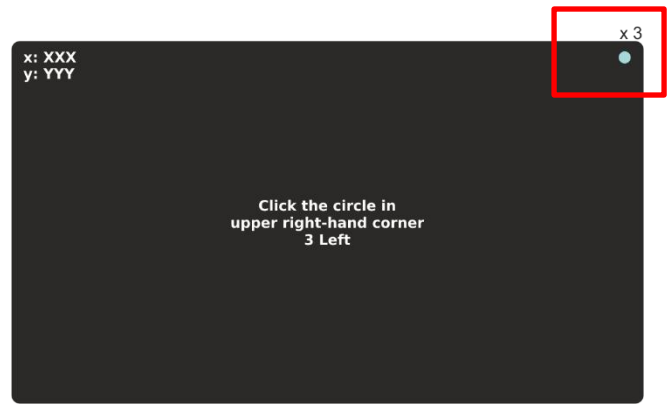 x 3
x: XXX
y: YYY
Click the circle in
upper right-hand corner
3 Left